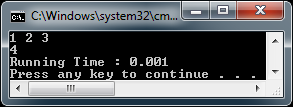 C:\Windows\system32\cm...
1 2 3
4
Running Time : 0.001
Press any key to continue . . .